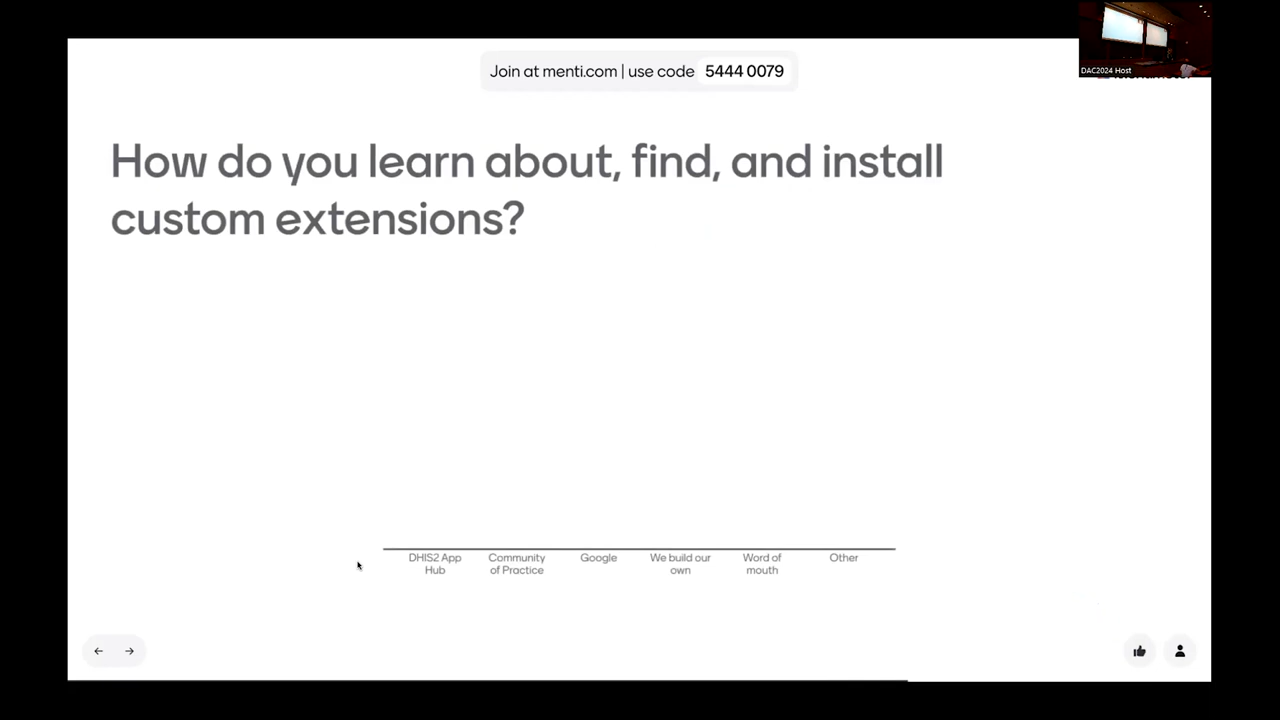 Join at menti.com | use code 5444 0079
DAC2024 Host
How do you learn about, find, and install
custom extensions?
DHIS2 App
Hub
Community
of Practice
Google
We build our
own
Word of
mouth
Other